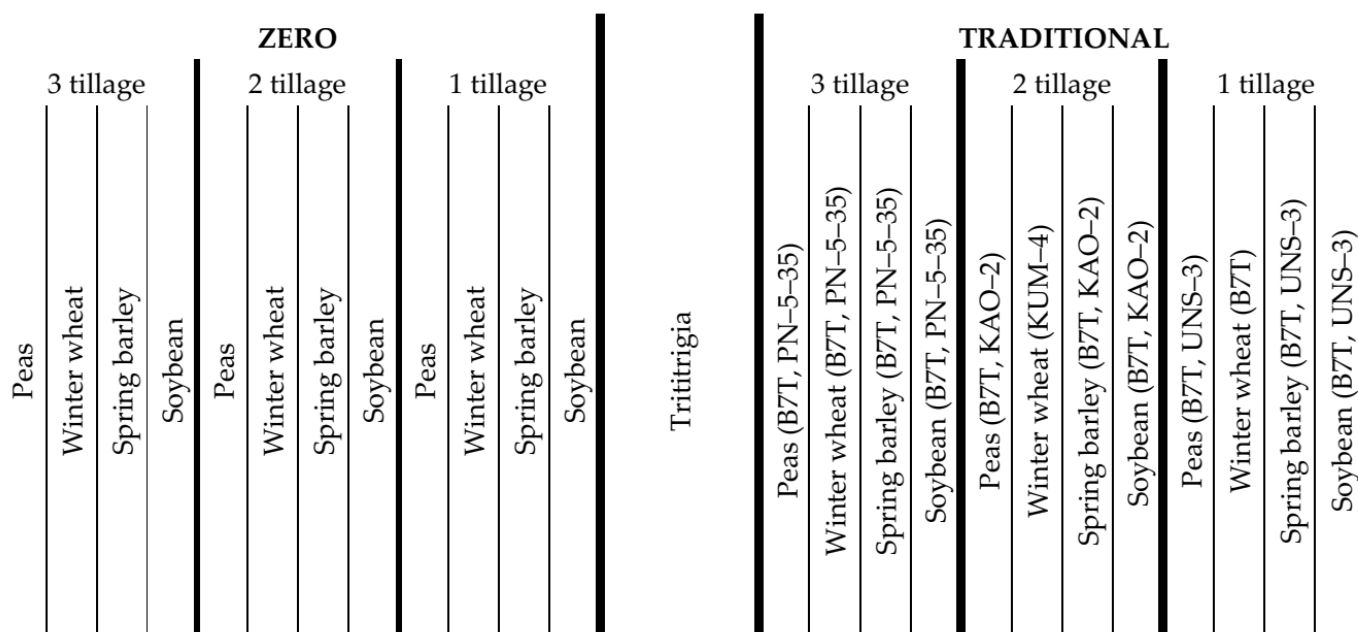 ZERO
TRADITIONAL
3 tillage
2 tillage
1 tillage
3 tillage
2 tillage
1 tillage
Peas
Winter wheat
Spring barley
Soybean
Peas
Winter wheat
Spring barley
Soybean
Peas
Winter wheat
Spring barley
Soybean
Trititrigia
Peas (B7T, PN–5–35)
Winter wheat (B7T, PN–5–35)
Spring barley (B7T, PN–5–35)
Soybean (B7T, PN–5–35)
Peas (B7T, KAO–2)
Winter wheat (KUM–4)
Spring barley (B7T, KAO–2)
Soybean (B7T, KAO–2)
Peas (B7T, UNS–3)
Winter wheat (B7T)
Spring barley (B7T, UNS–3)
Soybean (B7T, UNS–3)